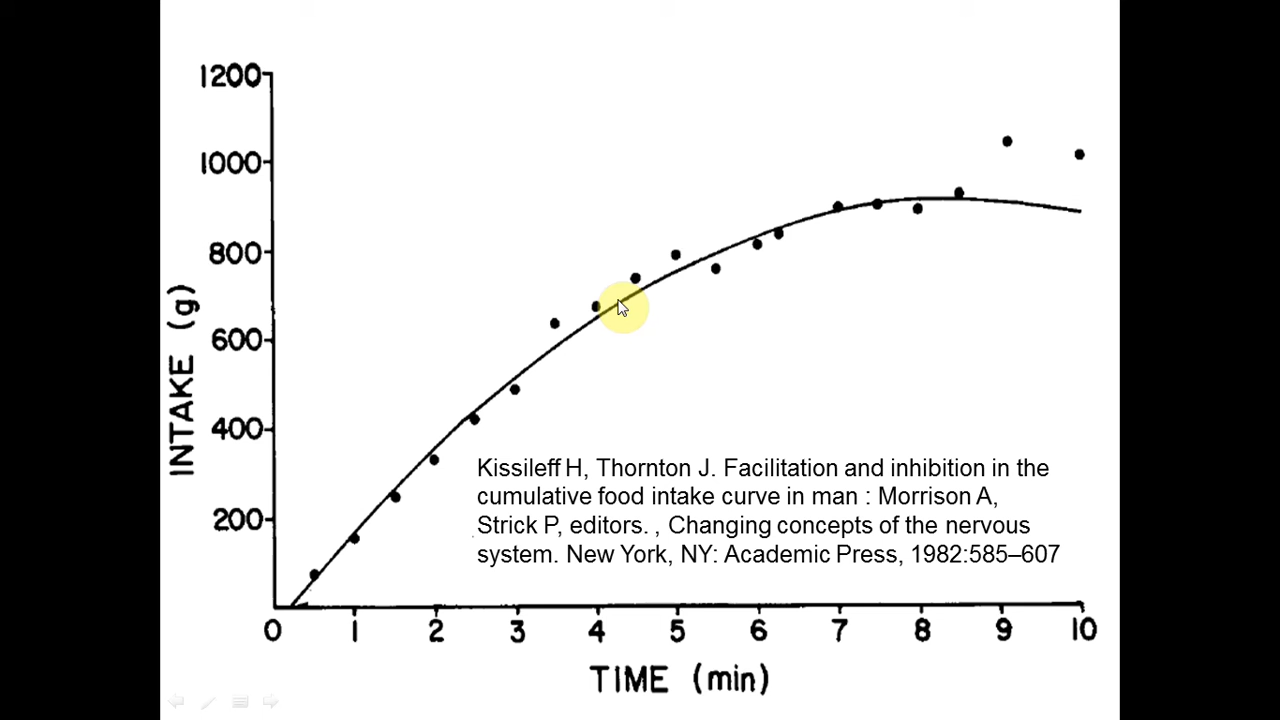 1200
1000
800
600
400
200
INTAKE (g)
Kissileff H, Thornton J. Facilitation and inhibition in the
cumulative food intake curve in man : Morrison A,
Strick P, editors. , Changing concepts of the nervous
system. New York, NY: Academic Press, 1982:585–607
0 1 2 3 4 5 6 7 8 9 10
TIME (min)